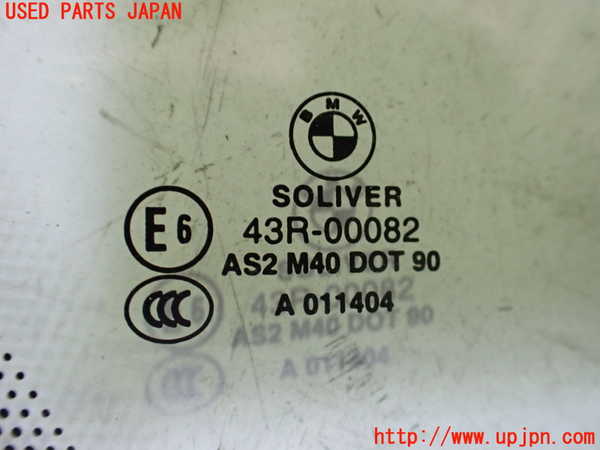 USED PARTS JAPAN
BMW
SOLIVER
E6 43R-00082
AS2 M40 DOT 90
CCC A 011404
http://www.upjpn.com/